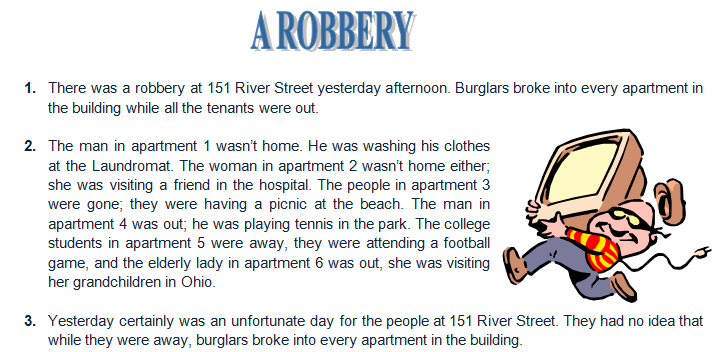 A ROBBERY
1. There was a robbery at 151 River Street yesterday afternoon. Burglars broke into every apartment in
the building while all the tenants were out.
2. The man in apartment 1 wasn't home. He was washing his clothes
at the Laundromat. The woman in apartment 2 wasn't home either;
she was visiting a friend in the hospital. The people in apartment 3
were gone; they were having a picnic at the beach. The man in
apartment 4 was out; he was playing tennis in the park. The college
students in apartment 5 were away, they were attending a football
game, and the elderly lady in apartment 6 was out, she was visiting
her grandchildren in Ohio.
3. Yesterday certainly was an unfortunate day for the people at 151 River Street. They had no idea that
while they were away, burglars broke into every apartment in the building.